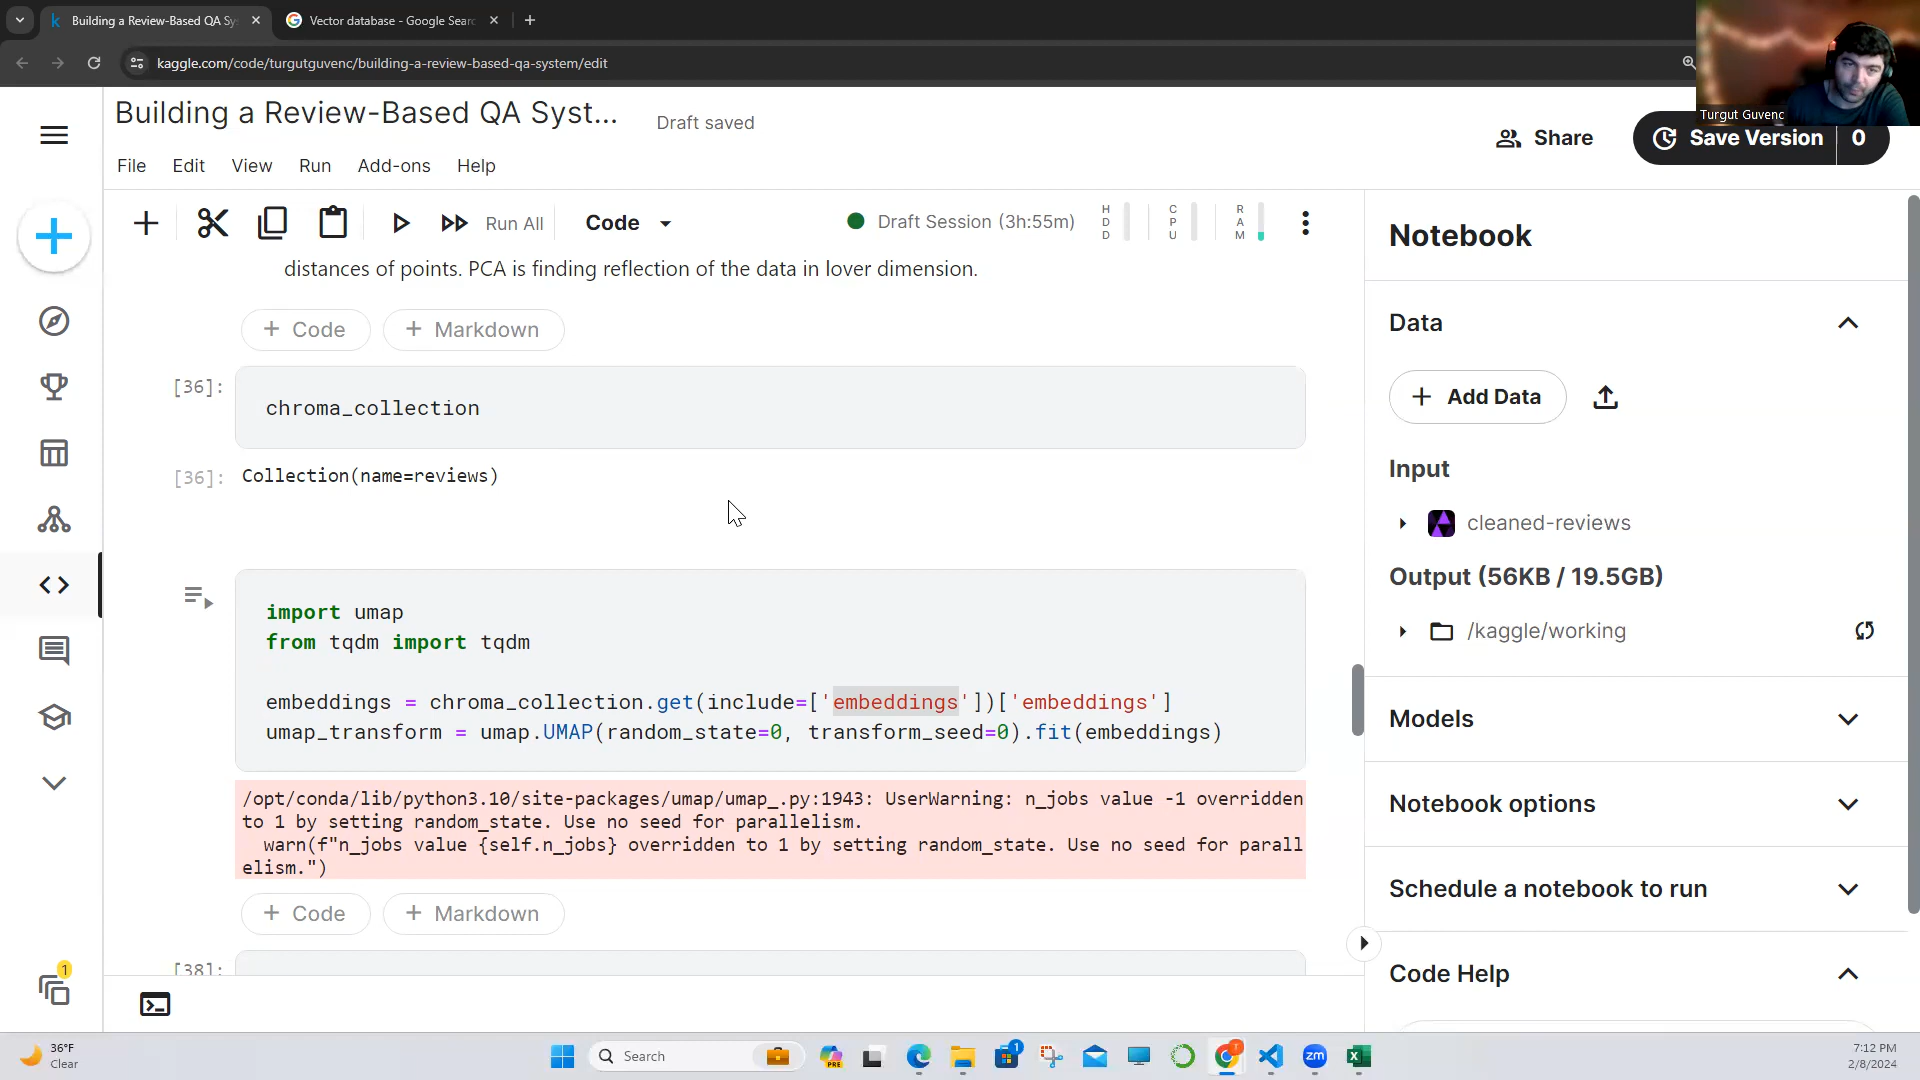 Building a Review-Based QA Sy
Vector database - Google Sear
kaggle.com/code/turgutguvenc/building-a-review-based-qa-system/edit
Turgut Guvenc
Building a Review-Based QA Syst...
Draft saved
Share
Save Version
0
File
Edit
View
Run
Add-ons
Help
Run All
Code
Draft Session (3h:55m)
HDD
CPU
RAM
distances of points. PCA is finding reflection of the data in lover dimension.
+ Code
+ Markdown
[36]:
chroma_collection
[36]:
Collection(name=reviews)
import umap
from tqdm import tqdm
embeddings = chroma_collection.get(include=['embeddings'])['embeddings']
umap_transform = umap.UMAP(random_state=0, transform_seed=0).fit(embeddings)
/opt/conda/lib/python3.10/site-packages/umap/umap_.py:1943: UserWarning: n_jobs value -1 overridden
to 1 by setting random_state. Use no seed for parallelism.
warn(f"n_jobs value {self.n_jobs} overridden to 1 by setting random_state. Use no seed for parall
elism.")
+ Code
+ Markdown
[38]:
Notebook
Data
+ Add Data
Input
cleaned-reviews
Output (56KB / 19.5GB)
/kaggle/working
Models
Notebook options
Schedule a notebook to run
Code Help
1
36°F
Clear
Search
PRE
1
T
zm
7:12 PM
2/8/2024